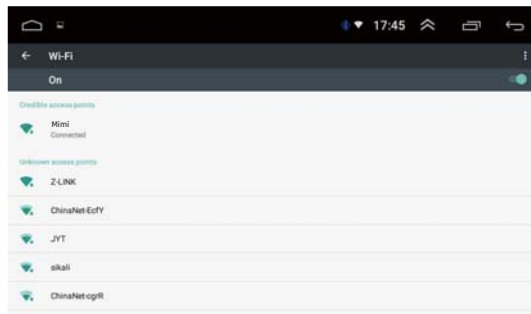 17:45
Wi-Fi
On
Credible access points
Mimi
Connected
Unknown access points
Z-LINK
ChinaNet-EcfY
JYT
sikali
ChinaNet-cgrR